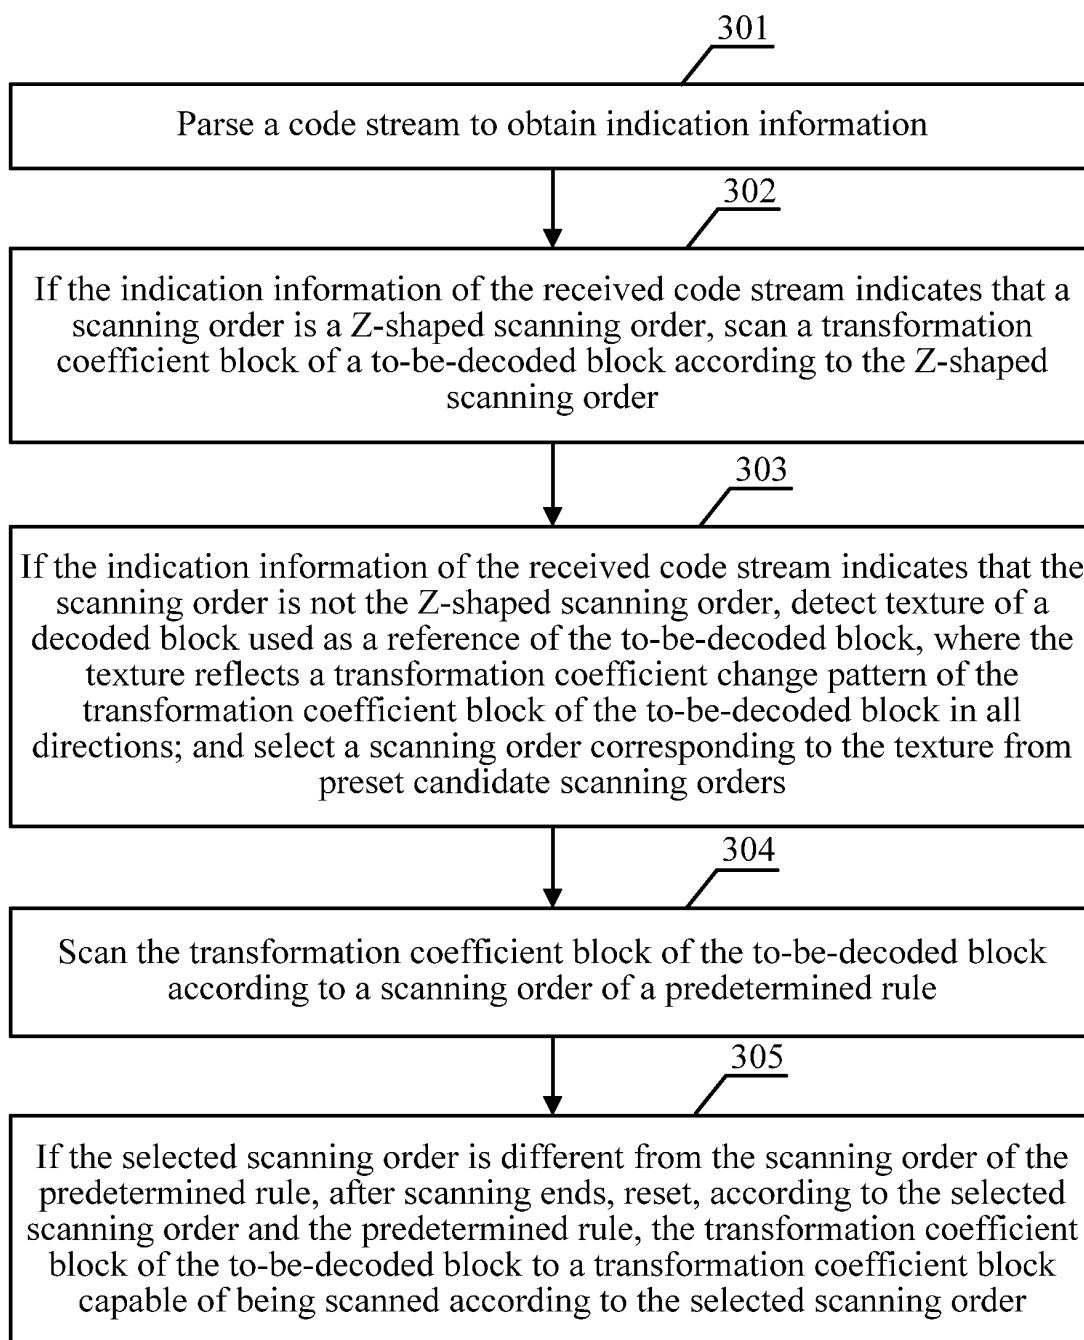 301
Parse a code stream to obtain indication information
302
If the indication information of the received code stream indicates that a
scanning order is a Z-shaped scanning order, scan a transformation
coefficient block of a to-be-decoded block according to the Z-shaped
scanning order
303
If the indication information of the received code stream indicates that the
scanning order is not the Z-shaped scanning order, detect texture of a
decoded block used as a reference of the to-be-decoded block, where the
texture reflects a transformation coefficient change pattern of the
transformation coefficient block of the to-be-decoded block in all
directions; and select a scanning order corresponding to the texture from
preset candidate scanning orders
304
Scan the transformation coefficient block of the to-be-decoded block
according to a scanning order of a predetermined rule
305
If the selected scanning order is different from the scanning order of the
predetermined rule, after scanning ends, reset, according to the selected
scanning order and the predetermined rule, the transformation coefficient
block of the to-be-decoded block to a transformation coefficient block
capable of being scanned according to the selected scanning order